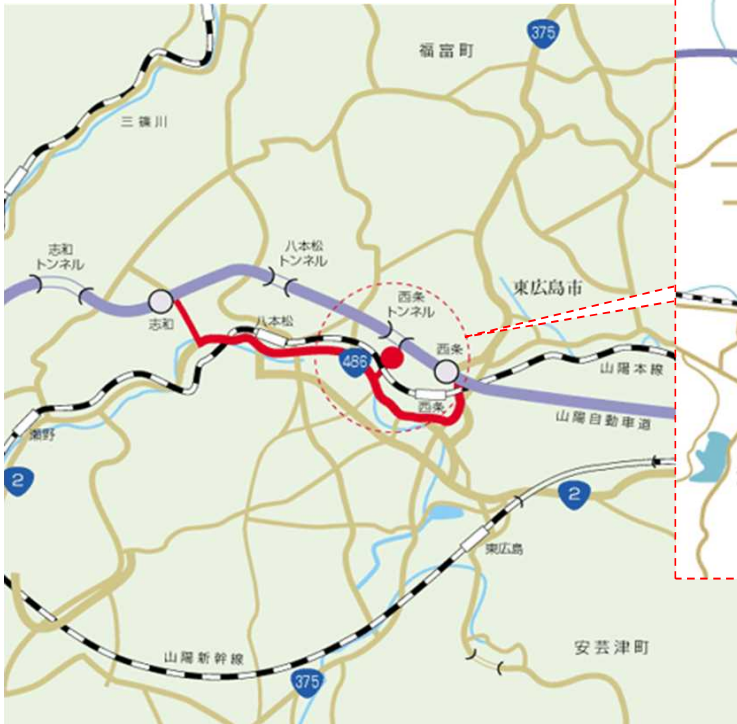 375
福富町
三篠川
志和
トンネル
八本松
トンネル
東広島市
西条
トンネル
志和
八本松
486
西条
山陽本線
西条
山陽自動車道
瀬野
2
2
東広島
山陽新幹線
375
安芸津町